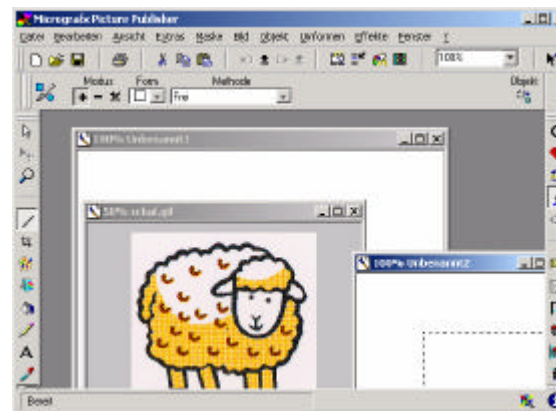 Micrografx Picture Publisher
Datei Bearbeiten Ansicht Extras Maske Bild Objekt Umformen Effekte Fenster ?
100%
Modus Form Methode Objekt
Frei
100% Unbenannt1
50% schaf.gif
100% Unbenannt2
A
Bereit